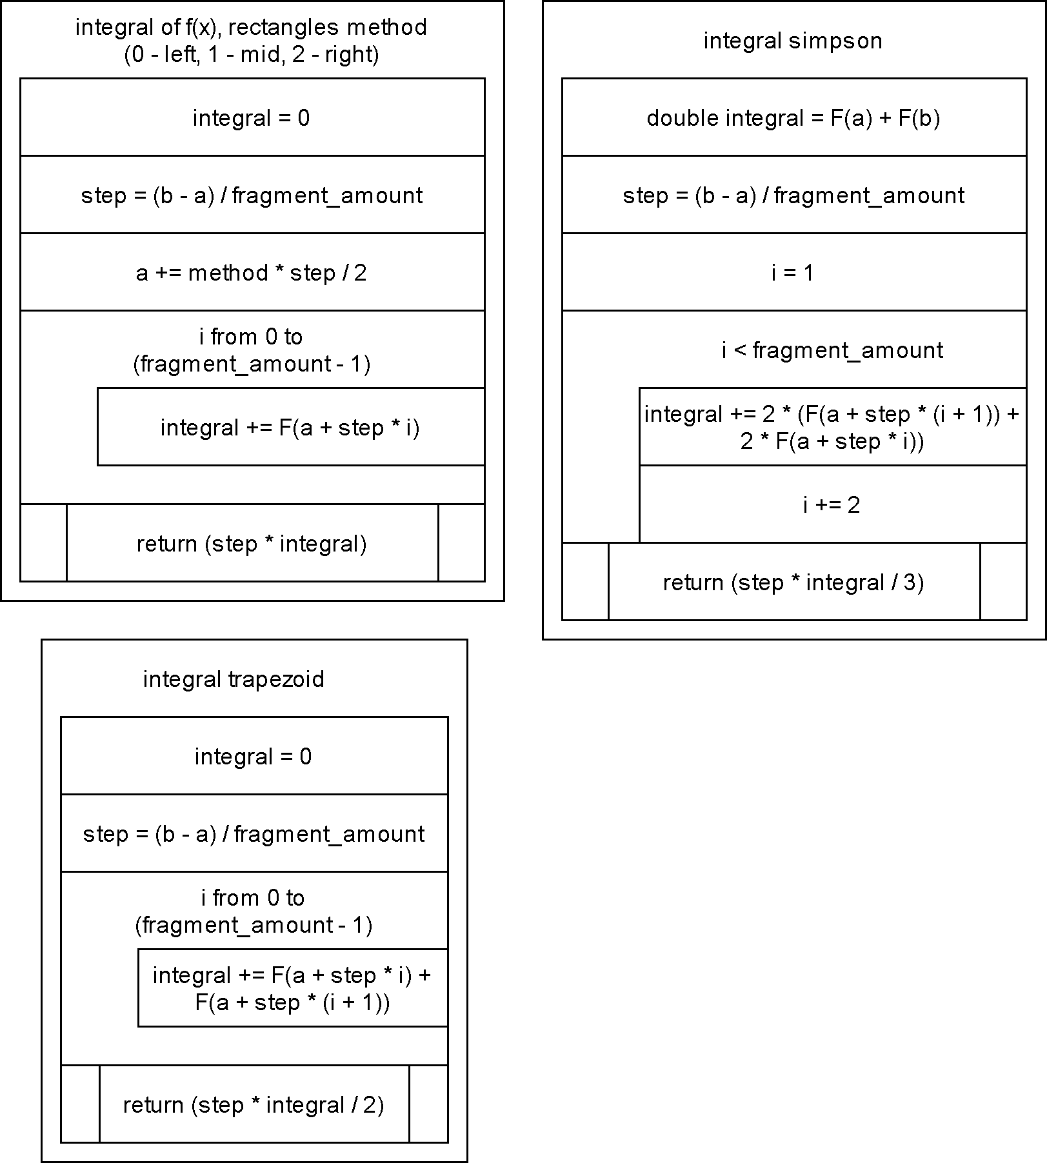 integral of f(x), rectangles method
(0 - left, 1 - mid, 2 - right)
integral = 0
step = (b - a) / fragment_amount
a += method * step / 2
i from 0 to
(fragment_amount - 1)
integral += F(a + step * i)
return (step * integral)
integral simpson
double integral = F(a) + F(b)
step = (b - a) / fragment_amount
i = 1
i < fragment_amount
integral += 2 * (F(a + step * (i + 1)) +
2 * F(a + step * i))
i += 2
return (step * integral / 3)
integral trapezoid
integral = 0
step = (b - a) / fragment_amount
i from 0 to
(fragment_amount - 1)
integral += F(a + step * i) +
F(a + step * (i + 1))
return (step * integral / 2)